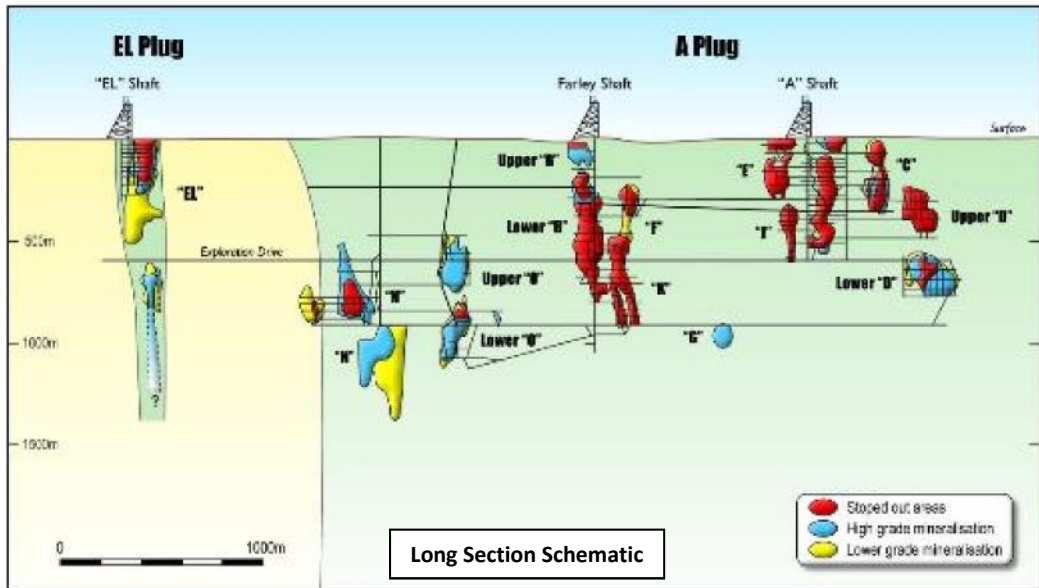 EL Plug
A Plug
"EL" Shaft
Farley Shaft
"A" Shaft
Surface
Upper "B"
"E"
"C"
"EL"
Lower "B"
"F"
Upper "D"
500m
Exploration Drive
Upper "O"
Lower "D"
"N"
"K"
1000m
"H"
Lower "O"
"G"
?
1500m
Stoped out areas
High grade mineralisation
Lower grade mineralisation
0 1000m
Long Section Schematic